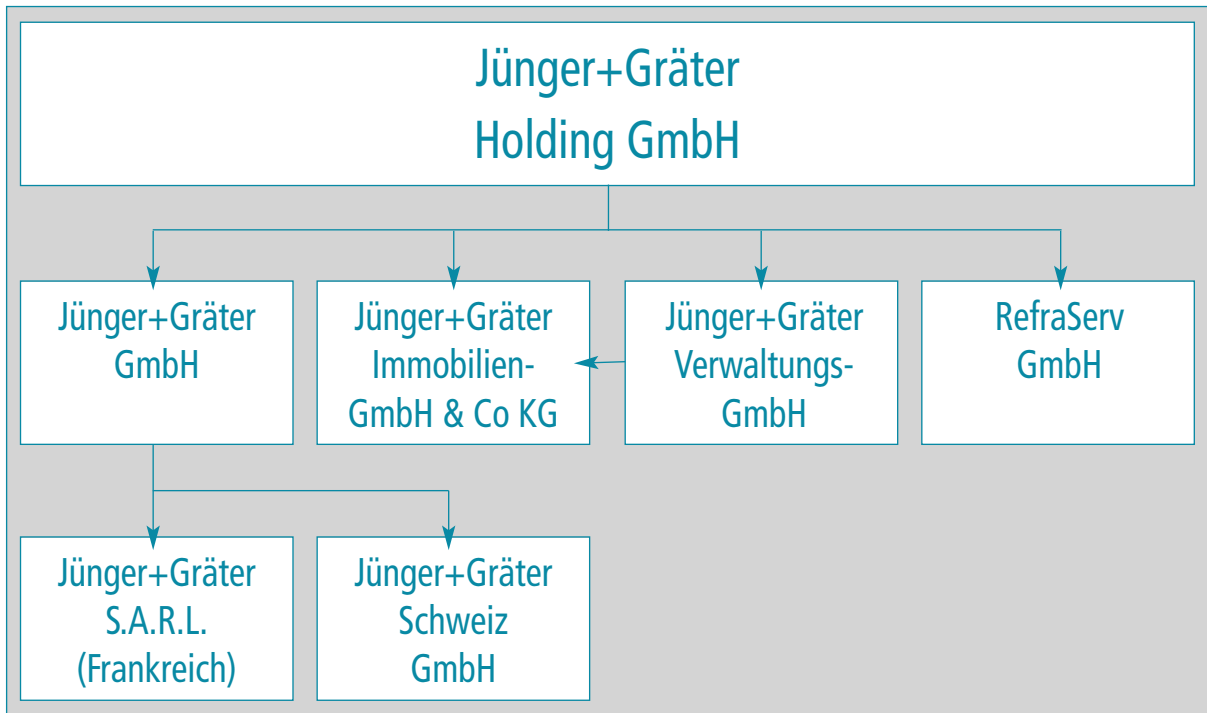 Jünger+Gräter
Holding GmbH
Jünger+Gräter
GmbH
Jünger+Gräter
Immobilien-
GmbH & Co KG
Jünger+Gräter
Verwaltungs-
GmbH
RefraServ
GmbH
Jünger+Gräter
S.A.R.L.
(Frankreich)
Jünger+Gräter
Schweiz
GmbH